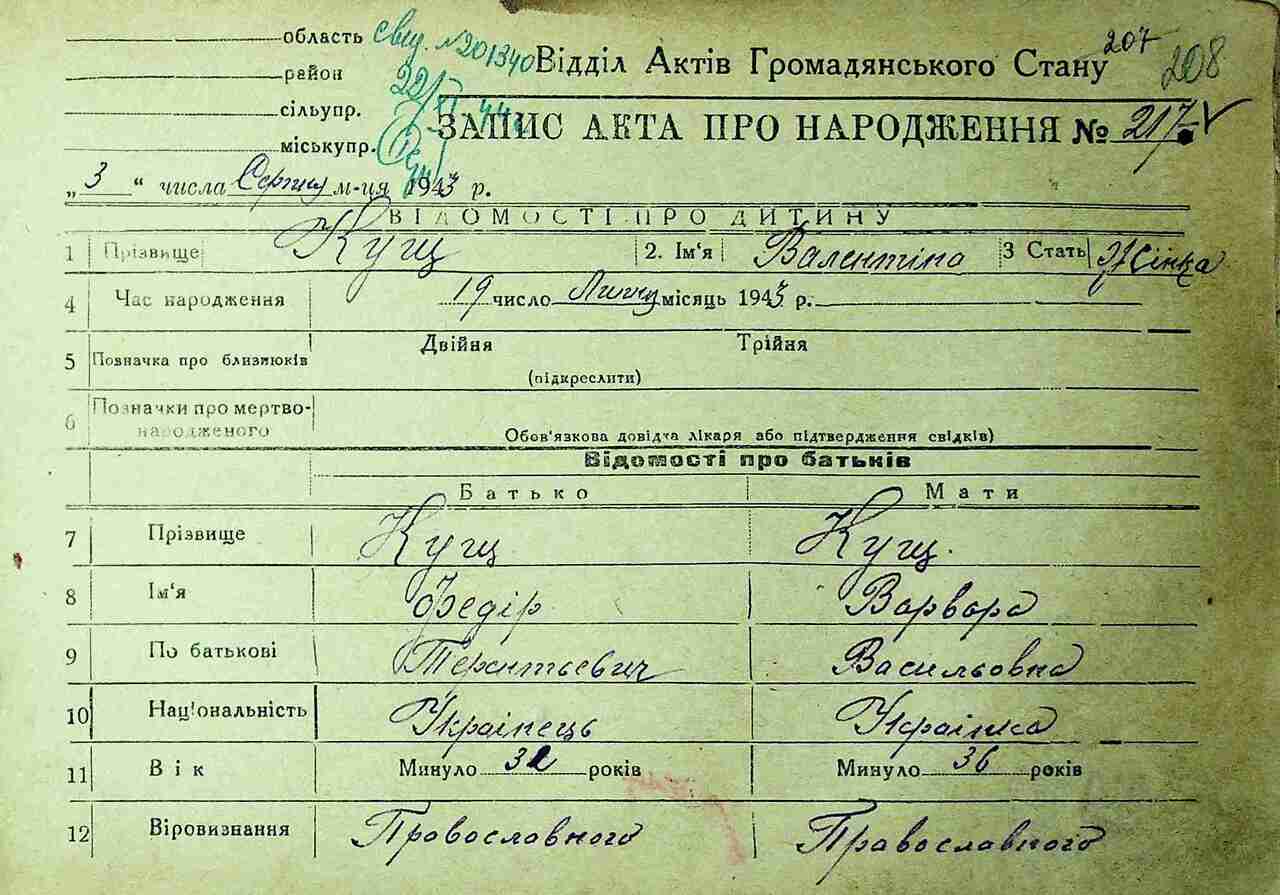 область свид. №201340 Відділ Актів Громадянського Стану 207 208
район 22/VI 44
сільупр. ЗАПИС АКТА ПРО НАРОДЖЕННЯ № 217
міськупр.
„3“ числа Серпня м-ця 1943 р.
ВІДОМОСТІ ПРО ДИТИНУ
1 Прізвище Кущ 2. Ім'я Валентіна 3 Стать Жінка
4 Час народження 19 число Липня місяць 1943 р.
5 Позначка про близнюків Двійня Трійня
(підкреслити)
6 Позначки про мертво-
народженого Обов'язкова довідка лікаря або підтвердження свідків)
Відомості про батьків
Батько Мати
7 Прізвище Кущ Кущ.
8 Ім'я Федір Варвара
9 По батькові Терентьевич Васильовна
10 Національність Українець Українка
11 Вік Минуло 32 років Минуло 36 років
12 Віровизнання Православного Православного